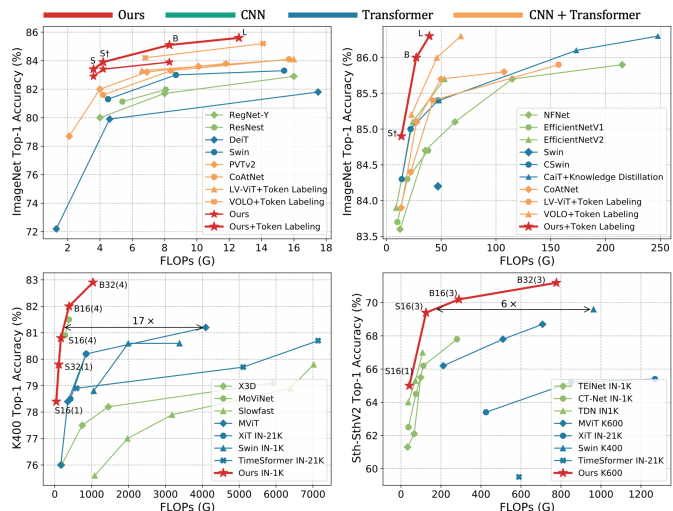 Ours CNN Transformer CNN + Transformer
ImageNet Top-1 Accuracy (%)
86
84
82
80
78
76
74
72
S
S†
B
L
RegNet-Y
ResNest
DeiT
Swin
PVTv2
CoAtNet
LV-ViT+Token Labeling
VOLO+Token Labeling
Ours
Ours+Token Labeling
2 4 6 8 10 12 14 16
FLOPs (G)
ImageNet Top-1 Accuracy (%)
86.0
85.5
85.0
84.5
84.0
83.5
S†
B
L
NFNet
EfficientNetV1
EfficientNetV2
Swin
CSwin
CaiT+Knowledge Distillation
CoAtNet
LV-ViT+Token Labeling
VOLO+Token Labeling
Ours+Token Labeling
0 50 100 150 200 250
FLOPs (G)
K400 Top-1 Accuracy (%)
83
82
81
80
79
78
77
76
B32(4)
B16(4)
17 ×
S16(4)
S32(1)
S16(1)
X3D
MoViNet
Slowfast
MViT
XiT IN-21K
Swin IN-1K
TimeSformer IN-21K
Ours IN-1K
0 1000 2000 3000 4000 5000 6000 7000
FLOPs (G)
Sth-SthV2 Top-1 Accuracy (%)
70
68
65
62
60
B32(3)
B16(3)
S16(3)
6 ×
S16(1)
TEINet IN-1K
CT-Net IN-1K
TDN IN1K
MViT K600
XiT IN-21K
Swin K400
TimeSformer IN-21K
Ours K600
0 200 400 600 800 1000 1200
FLOPs (G)